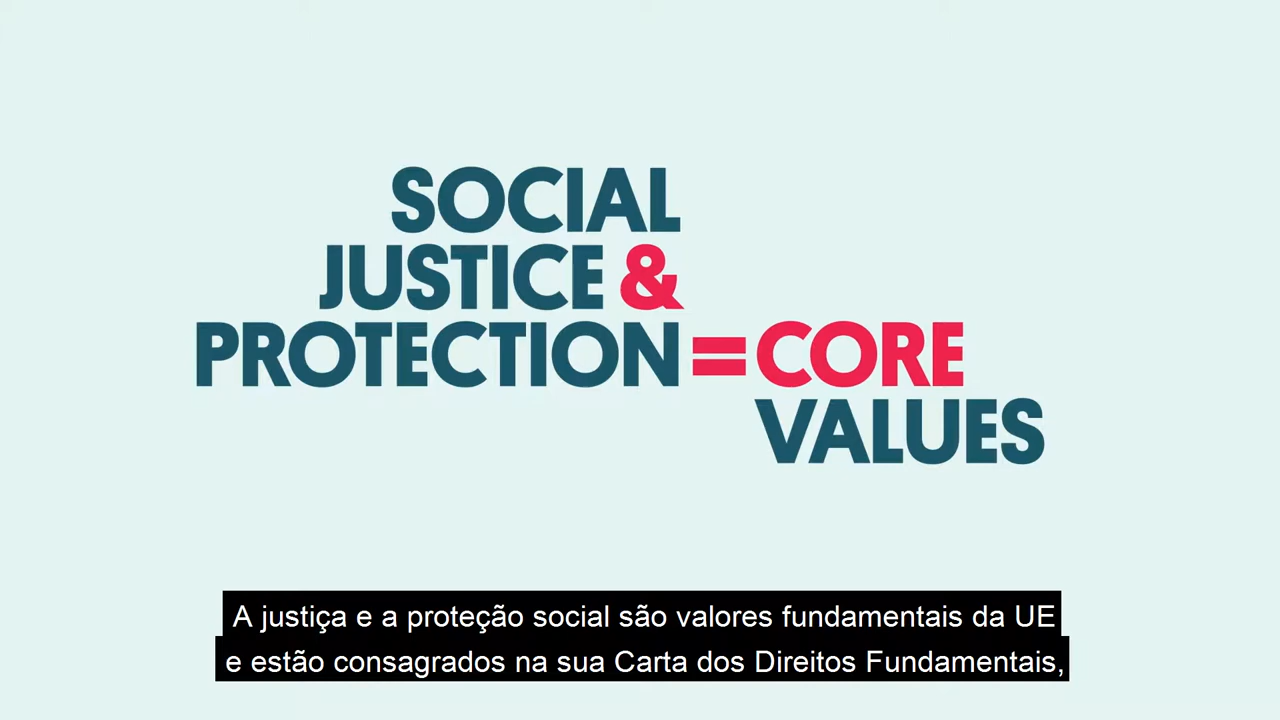 SOCIAL
JUSTICE &
PROTECTION = CORE
VALUES
A justiça e a proteção social são valores fundamentais da UE
e estão consagrados na sua Carta dos Direitos Fundamentais,